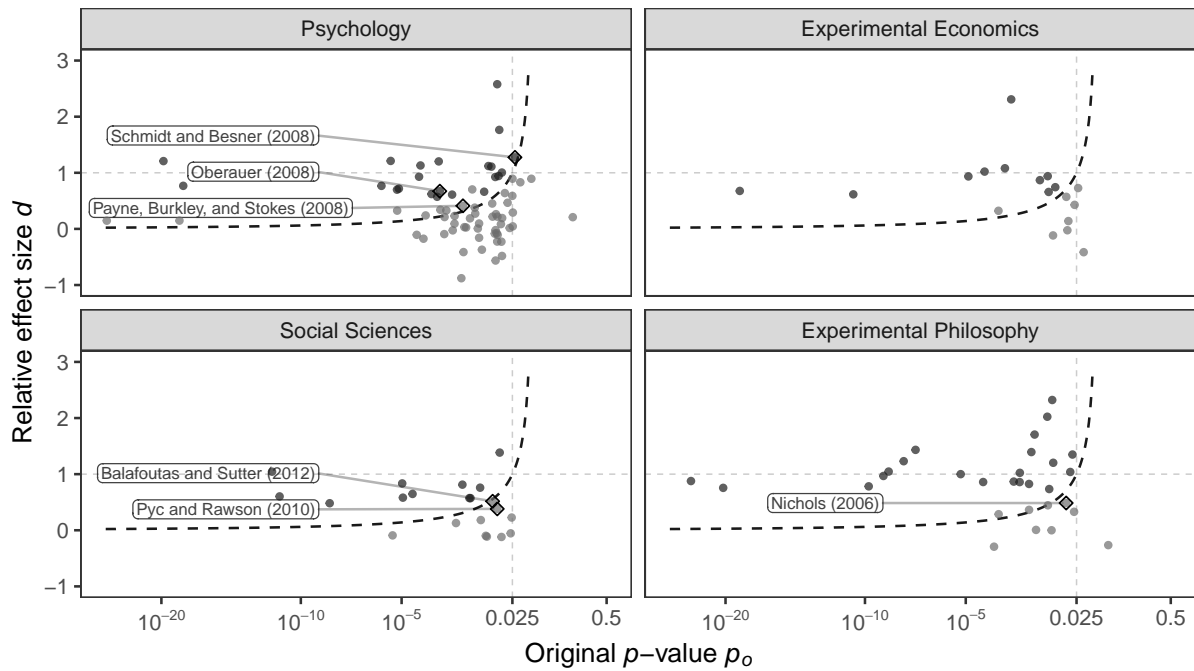 Psychology
Experimental Economics
3
2
1
0
−1
Schmidt and Besner (2008)
Oberauer (2008)
Payne, Burkley, and Stokes (2008)
Social Sciences
Experimental Philosophy
3
2
1
0
−1
Balafoutas and Sutter (2012)
Pyc and Rawson (2010)
Nichols (2006)
Relative effect size d
10−20
10−10
10−5
0.025
0.5
10−20
10−10
10−5
0.025
0.5
Original p−value po